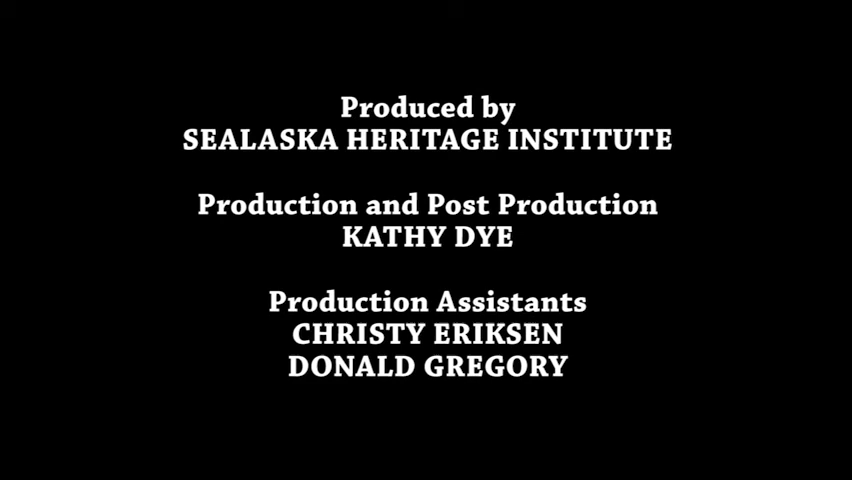 Produced by
SEALASKA HERITAGE INSTITUTE
Production and Post Production
KATHY DYE
Production Assistants
CHRISTY ERIKSEN
DONALD GREGORY